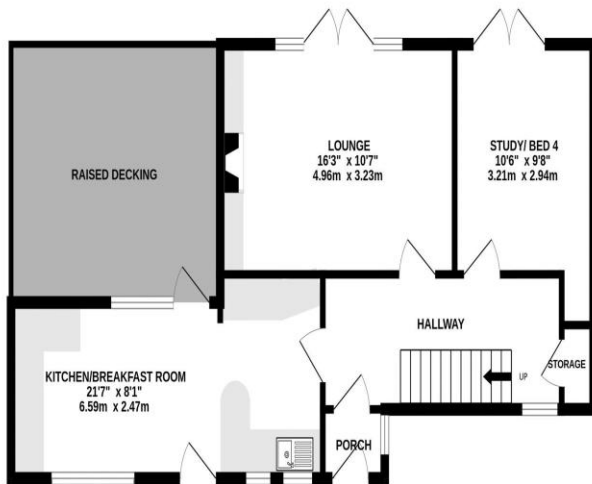 RAISED DECKING
LOUNGE
16'3" x 10'7"
4.96m x 3.23m
STUDY/ BED 4
10'6" x 9'8"
3.21m x 2.94m
KITCHEN/BREAKFAST ROOM
21'7" x 8'1"
6.59m x 2.47m
HALLWAY
UP
STORAGE
PORCH